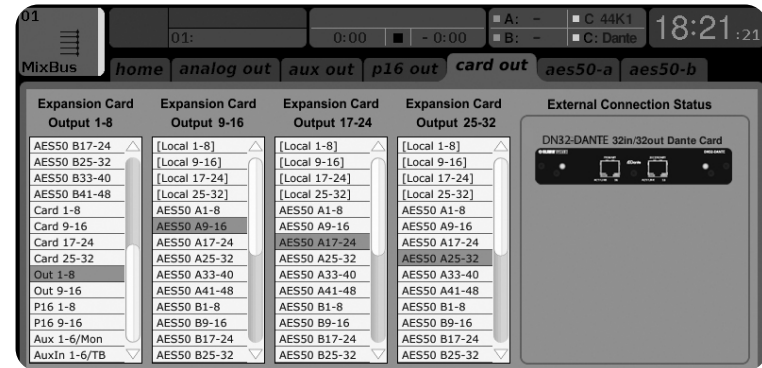 01
MixBus
01:
0:00
- 0:00
A: -
B: -
C 44K1
C: Dante
18:21 :21
home
analog out
aux out
p16 out
card out
aes50-a
aes50-b
Expansion Card
Output 1-8
AES50 B17-24
AES50 B25-32
AES50 B33-40
AES50 B41-48
Card 1-8
Card 9-16
Card 17-24
Card 25-32
Out 1-8
Out 9-16
P16 1-8
P16 9-16
Aux 1-6/Mon
AuxIn 1-6/TB
Expansion Card
Output 9-16
[Local 1-8]
[Local 9-16]
[Local 17-24]
[Local 25-32]
AES50 A1-8
AES50 A9-16
AES50 A17-24
AES50 A25-32
AES50 A33-40
AES50 A41-48
AES50 B1-8
AES50 B9-16
AES50 B17-24
AES50 B25-32
Expansion Card
Output 17-24
[Local 1-8]
[Local 9-16]
[Local 17-24]
[Local 25-32]
AES50 A1-8
AES50 A9-16
AES50 A17-24
AES50 A25-32
AES50 A33-40
AES50 A41-48
AES50 B1-8
AES50 B9-16
AES50 B17-24
AES50 B25-32
Expansion Card
Output 25-32
[Local 1-8]
[Local 9-16]
[Local 17-24]
[Local 25-32]
AES50 A1-8
AES50 A9-16
AES50 A17-24
AES50 A25-32
AES50 A33-40
AES50 A41-48
AES50 B1-8
AES50 B9-16
AES50 B17-24
AES50 B25-32
External Connection Status
DN32-DANTE 32in/32out Dante Card